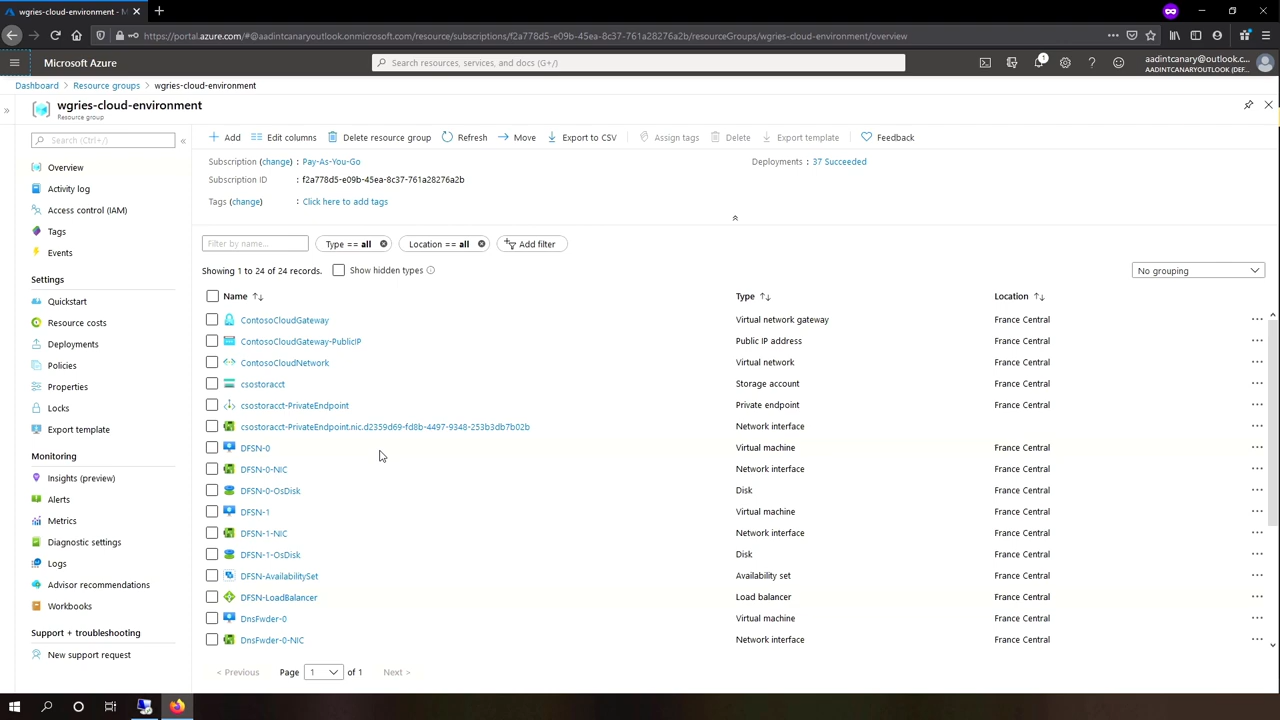 wgries-cloud-environment - M
https://portal.azure.com/#@aadintcanaryoutlook.onmicrosoft.com/resource/subscriptions/f2a778d5-e09b-45ea-8c37-761a28276a2b/resourceGroups/wgries-cloud-environment/overview
Microsoft Azure
Search resources, services, and docs (G+/)
1
aadintcanary@outlook.c...
AADINTCANARYOUTLOOK (DEF...
Dashboard > Resource groups > wgries-cloud-environment
wgries-cloud-environment
Resource group
Search (Ctrl+/)
Add Edit columns Delete resource group Refresh Move Export to CSV Assign tags Delete Export template Feedback
Subscription (change) : Pay-As-You-Go Deployments : 37 Succeeded
Subscription ID : f2a778d5-e09b-45ea-8c37-761a28276a2b
Tags (change) : Click here to add tags
Overview
Activity log
Access control (IAM)
Tags
Events
Settings
Quickstart
Resource costs
Deployments
Policies
Properties
Locks
Export template
Monitoring
Insights (preview)
Alerts
Metrics
Diagnostic settings
Logs
Advisor recommendations
Workbooks
Support + troubleshooting
New support request
Filter by name... Type == all Location == all Add filter
Showing 1 to 24 of 24 records. Show hidden types No grouping
Name Type Location
ContosoCloudGateway Virtual network gateway France Central
ContosoCloudGateway-PublicIP Public IP address France Central
ContosoCloudNetwork Virtual network France Central
csostoracct Storage account France Central
csostoracct-PrivateEndpoint Private endpoint France Central
csostoracct-PrivateEndpoint.nic.d2359d69-fd8b-4497-9348-253b3db7b02b Network interface France Central
DFSN-0 Virtual machine France Central
DFSN-0-NIC Network interface France Central
DFSN-0-OsDisk Disk France Central
DFSN-1 Virtual machine France Central
DFSN-1-NIC Network interface France Central
DFSN-1-OsDisk Disk France Central
DFSN-AvailabilitySet Availability set France Central
DFSN-LoadBalancer Load balancer France Central
DnsFwder-0 Virtual machine France Central
DnsFwder-0-NIC Network interface France Central
< Previous Page 1 of 1 Next >